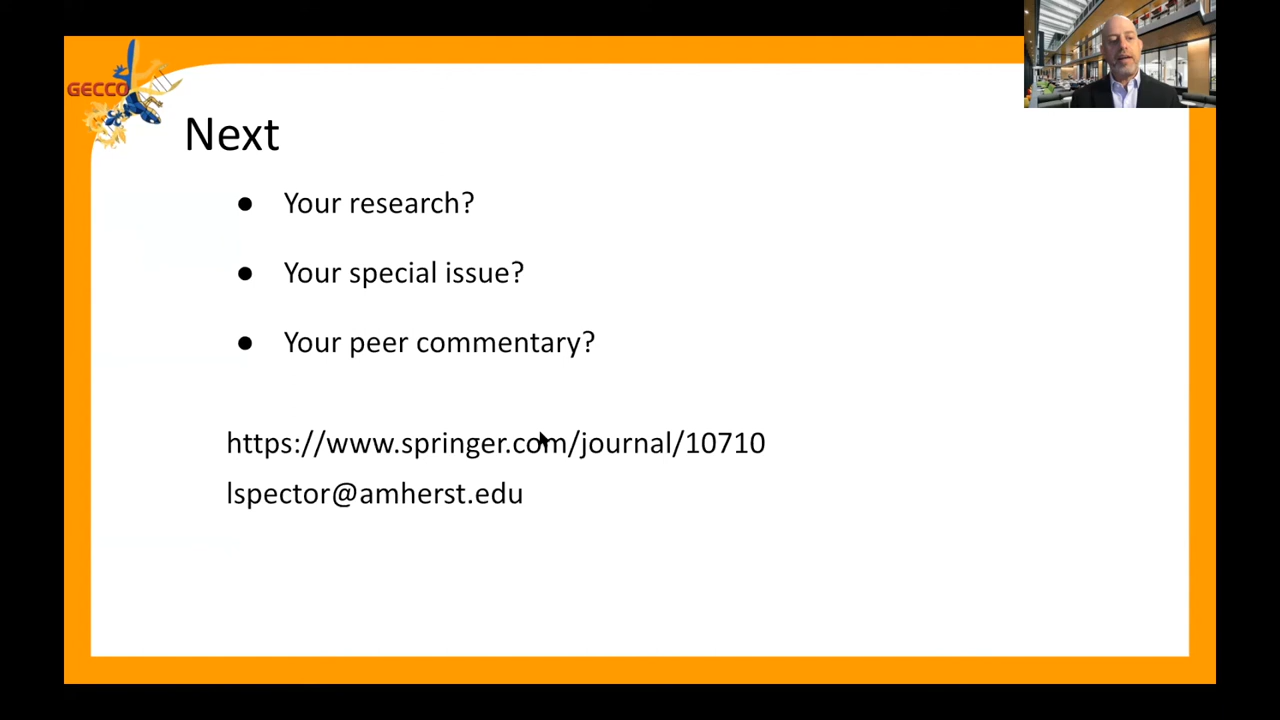 GECCO
Next
● Your research?
● Your special issue?
● Your peer commentary?
https://www.springer.com/journal/10710
lspector@amherst.edu